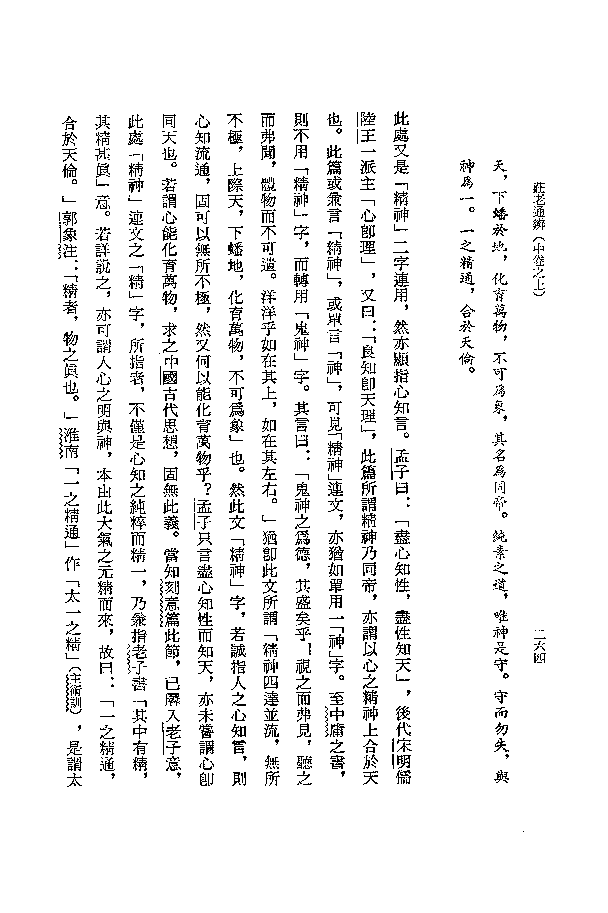 莊老通辨（中卷之上）
二六四
天，下蟠於地，化育萬物，不可為象，其名為同帝。純素之道，唯神是守。守而勿失，與
神為一。一之精通，合於天倫。
此處又是「精神」二字連用，然亦顯指心知言。孟子曰：「盡心知性，盡性知天」，後代宋明儒
陸王一派主「心即理」，又曰：「良知即天理」，此篇所謂精神乃同帝，亦謂以心之精神上合於天
也。此篇或兼言「精神」，或單言「神」，可見「精神」連文，亦猶如單用一「神」字。至中庸之書，
則不用「精神」字，而轉用「鬼神」字。其言曰：「鬼神之為德，其盛矣乎！視之而弗見，聽之
而弗聞，體物而不可遺。洋洋乎如在其上，如在其左右。」猶即此文所謂「精神四達並流，無所
不極，上際天，下蟠地，化育萬物，不可為象」也。然此文「精神」字，若誠指人之心知言，則
心知流通，固可以無所不極，然又何以能化育萬物乎？孟子只言盡心知性而知天，亦未嘗謂心即
同天也。若謂心能化育萬物，求之中國古代思想，固無此義。當知刻意篇此節，已羼入老子意，
此處「精神」連文之「精」字，所指者，不僅是心知之純粹而精一，乃兼指老子書「其中有精，
其精甚真」意。若詳說之，亦可謂人心之明與神，本由此大氣之元精而來，故曰：「一之精通，
合於天倫。」郭象注：「精者，物之真也。」淮南「一之精通」作「太一之精」（主術訓），是謂太